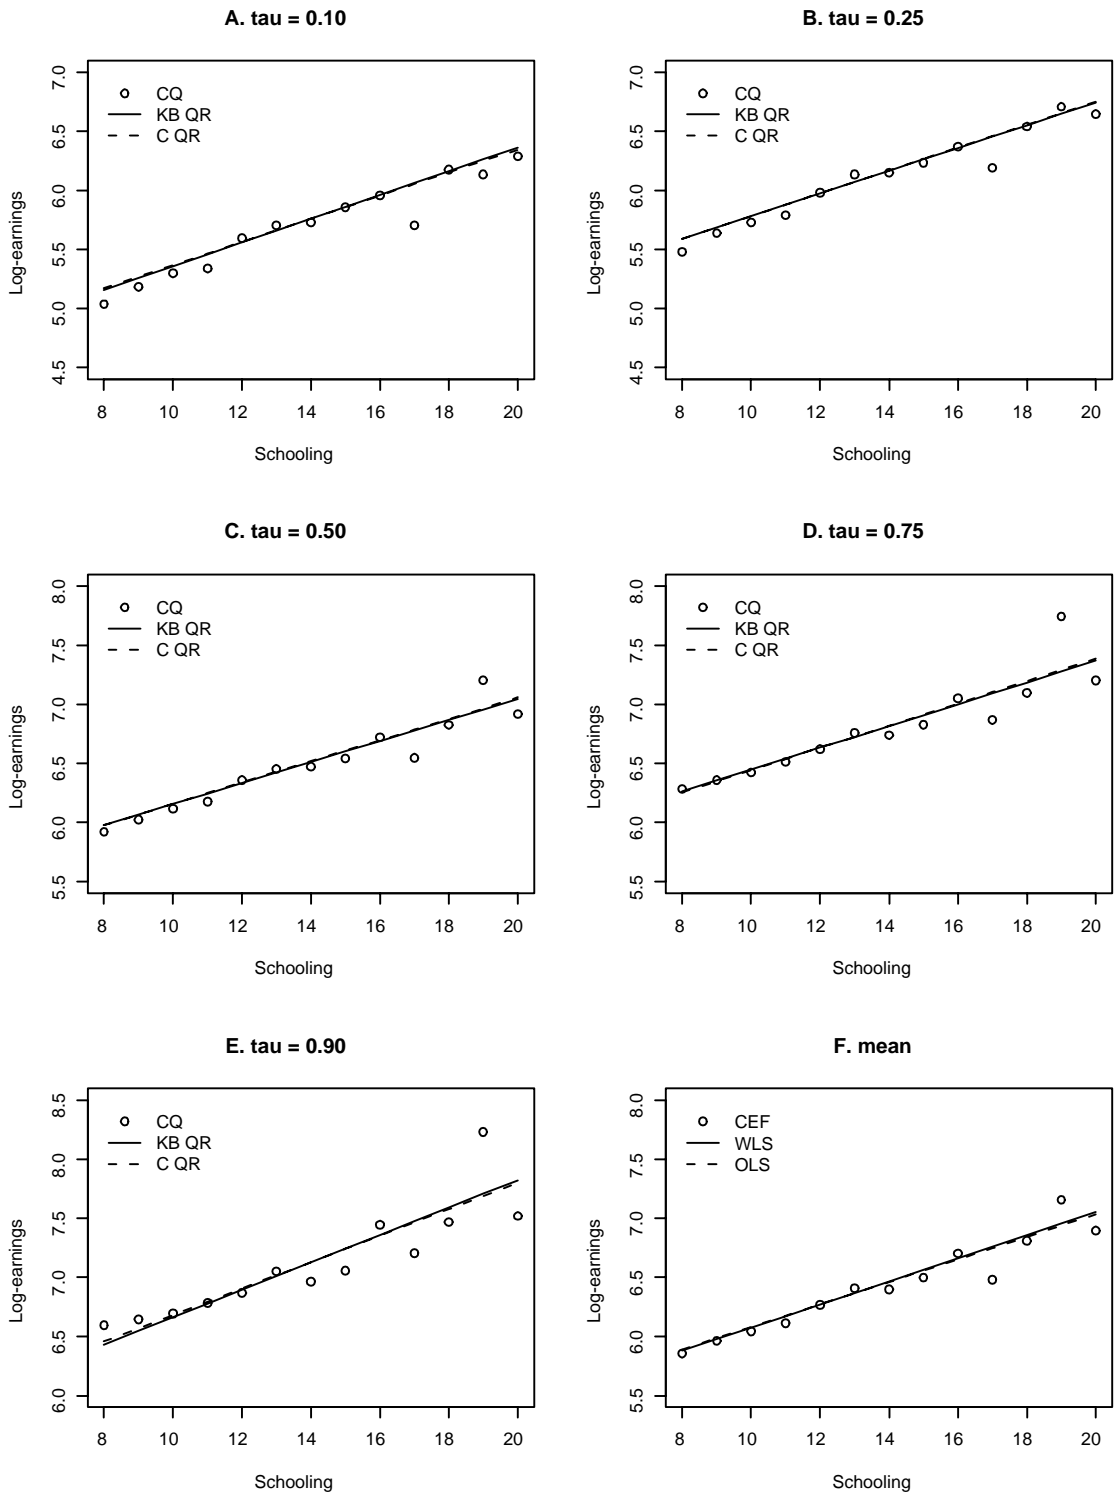 A. tau = 0.10
CQ
KB QR
C QR
Log-earnings
7.0
6.5
6.0
5.5
5.0
4.5
8 10 12 14 16 18 20
Schooling
B. tau = 0.25
CQ
KB QR
C QR
Log-earnings
7.0
6.5
6.0
5.5
5.0
4.5
8 10 12 14 16 18 20
Schooling
C. tau = 0.50
CQ
KB QR
C QR
Log-earnings
8.0
7.5
7.0
6.5
6.0
5.5
8 10 12 14 16 18 20
Schooling
D. tau = 0.75
CQ
KB QR
C QR
Log-earnings
8.0
7.5
7.0
6.5
6.0
5.5
8 10 12 14 16 18 20
Schooling
E. tau = 0.90
CQ
KB QR
C QR
Log-earnings
8.5
8.0
7.5
7.0
6.5
6.0
8 10 12 14 16 18 20
Schooling
F. mean
CEF
WLS
OLS
Log-earnings
8.0
7.5
7.0
6.5
6.0
5.5
8 10 12 14 16 18 20
Schooling